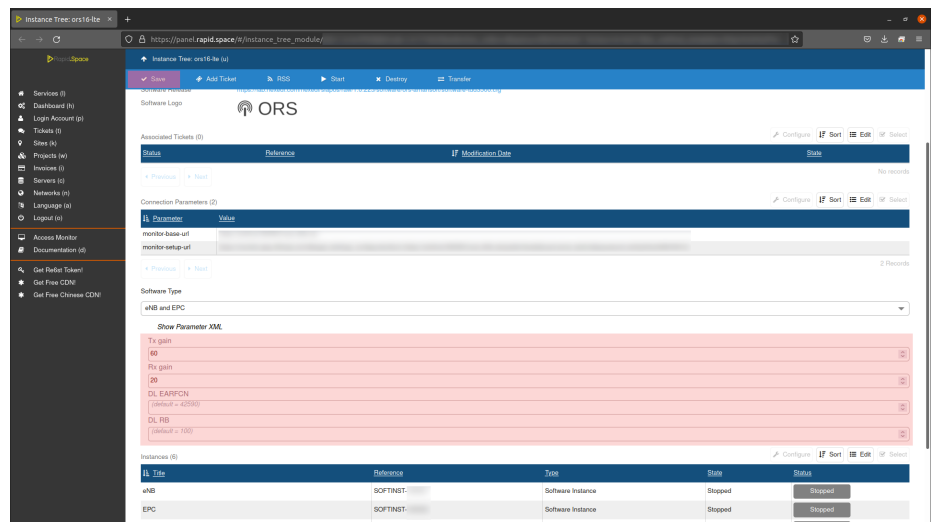 Instance Tree: ors16-lte × +
https://panel.rapid.space/#/instance_tree_module/
Rapid.Space
Instance Tree: ors16-lte (u)
Save Add Ticket RSS Start Destroy Transfer
Services (l)
Dashboard (h)
Login Account (p)
Tickets (t)
Sites (k)
Projects (w)
Invoices (i)
Servers (c)
Networks (n)
Language (a)
Logout (o)
Access Monitor
Documentation (d)
Get Re6st Token!
Get Free CDN!
Get Free Chinese CDN!
Software Release
Software Logo
ORS
Associated Tickets (0) Configure Sort Edit Select
Status Reference Modification Date State
Previous Next No records
Connection Parameters (2) Configure Sort Edit Select
Parameter Value
monitor-base-url
monitor-setup-url
Previous Next 2 Records
Software Type
eNB and EPC
Show Parameter XML
Tx gain
60
Rx gain
20
DL EARFCN
(default = 42590)
DL RB
(default = 100)
Instances (6) Configure Sort Edit Select
Title Reference Type State Status
eNB SOFTINST- Software Instance Stopped Stopped
EPC SOFTINST- Software Instance Stopped Stopped